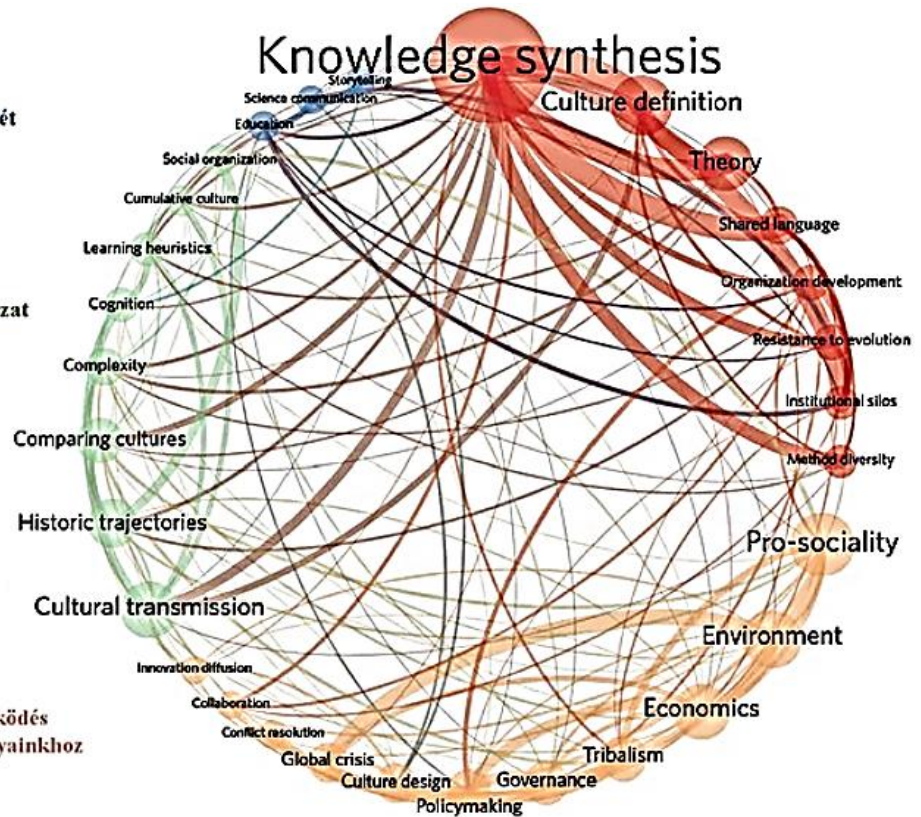 Knowledge synthesis
Storytelling
Science communication
Culture definition
ét
Education
Social organization
Theory
Cumulative culture
Shared language
Learning heuristics
Organization development
Cognition
zat
Resistance to evolution
Complexity
Institutional silos
Comparing cultures
Method diversity
Historic trajectories
Pro-sociality
Cultural transmission
Environment
Innovation diffusion
Collaboration
Economics
ködés
Conflict resolution
yainkhoz
Global crisis
Tribalism
Culture design
Governance
Policymaking